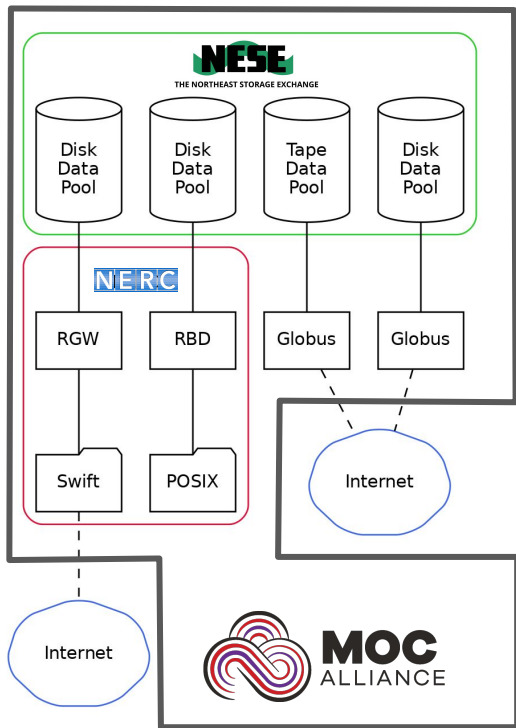 NESE
THE NORTHEAST STORAGE EXCHANGE
Disk
Data
Pool
Disk
Data
Pool
Tape
Data
Pool
Disk
Data
Pool
NERC
RGW
RBD
Globus
Globus
Swift
POSIX
Internet
Internet
MOC
ALLIANCE